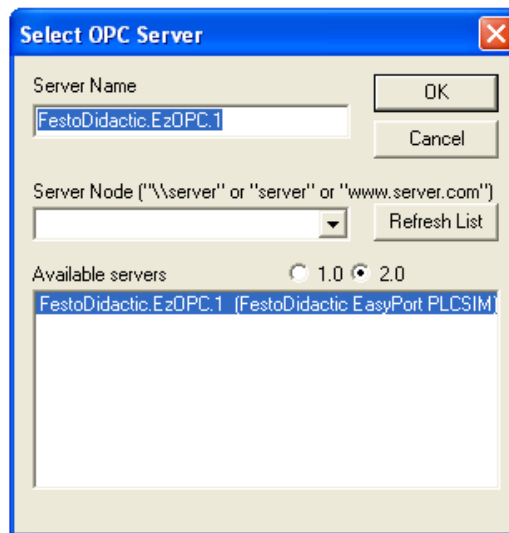 Select OPC Server
Server Name
OK
FestoDidactic.EzOPC.1
Cancel
Server Node ("\\server" or "server" or "www.server.com")
Refresh List
Available servers 1.0 2.0
FestoDidactic.EzOPC.1 (FestoDidactic EasyPort PLCSIM)